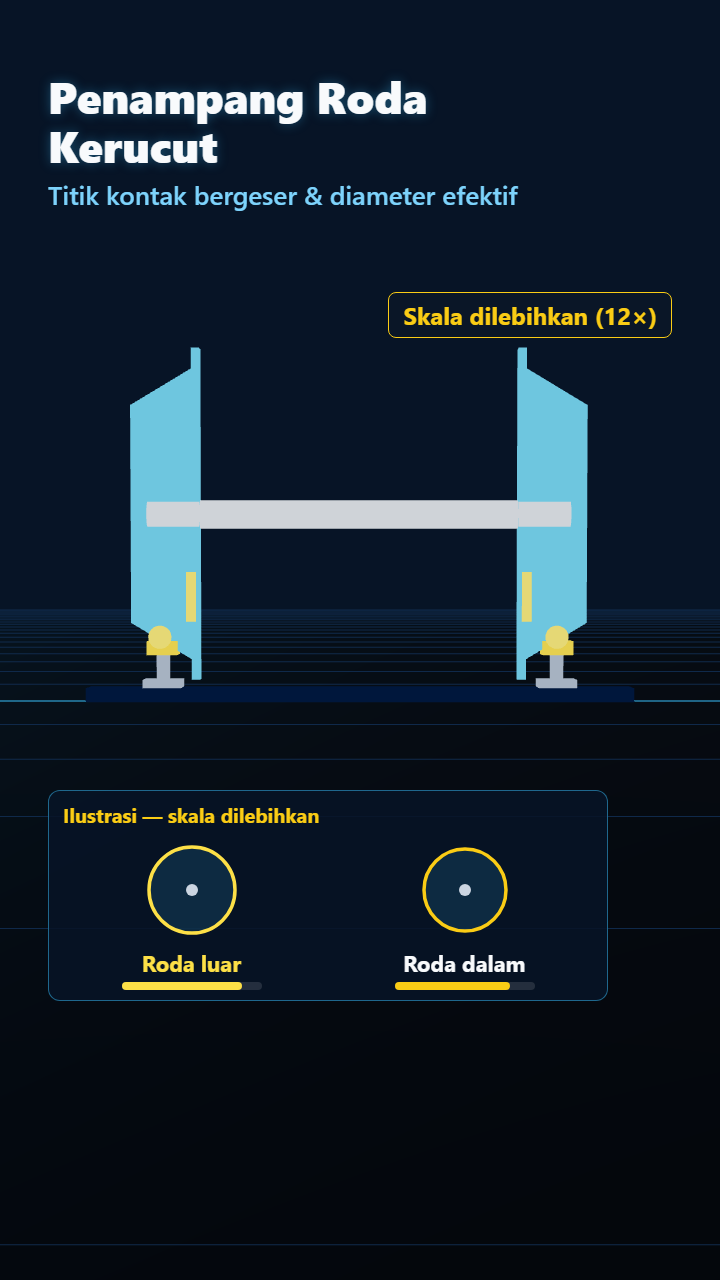 Penampang Roda
Kerucut
Titik kontak bergeser & diameter efektif
Skala dilebihkan (12×)
Ilustrasi — skala dilebihkan
Roda luar
Roda dalam